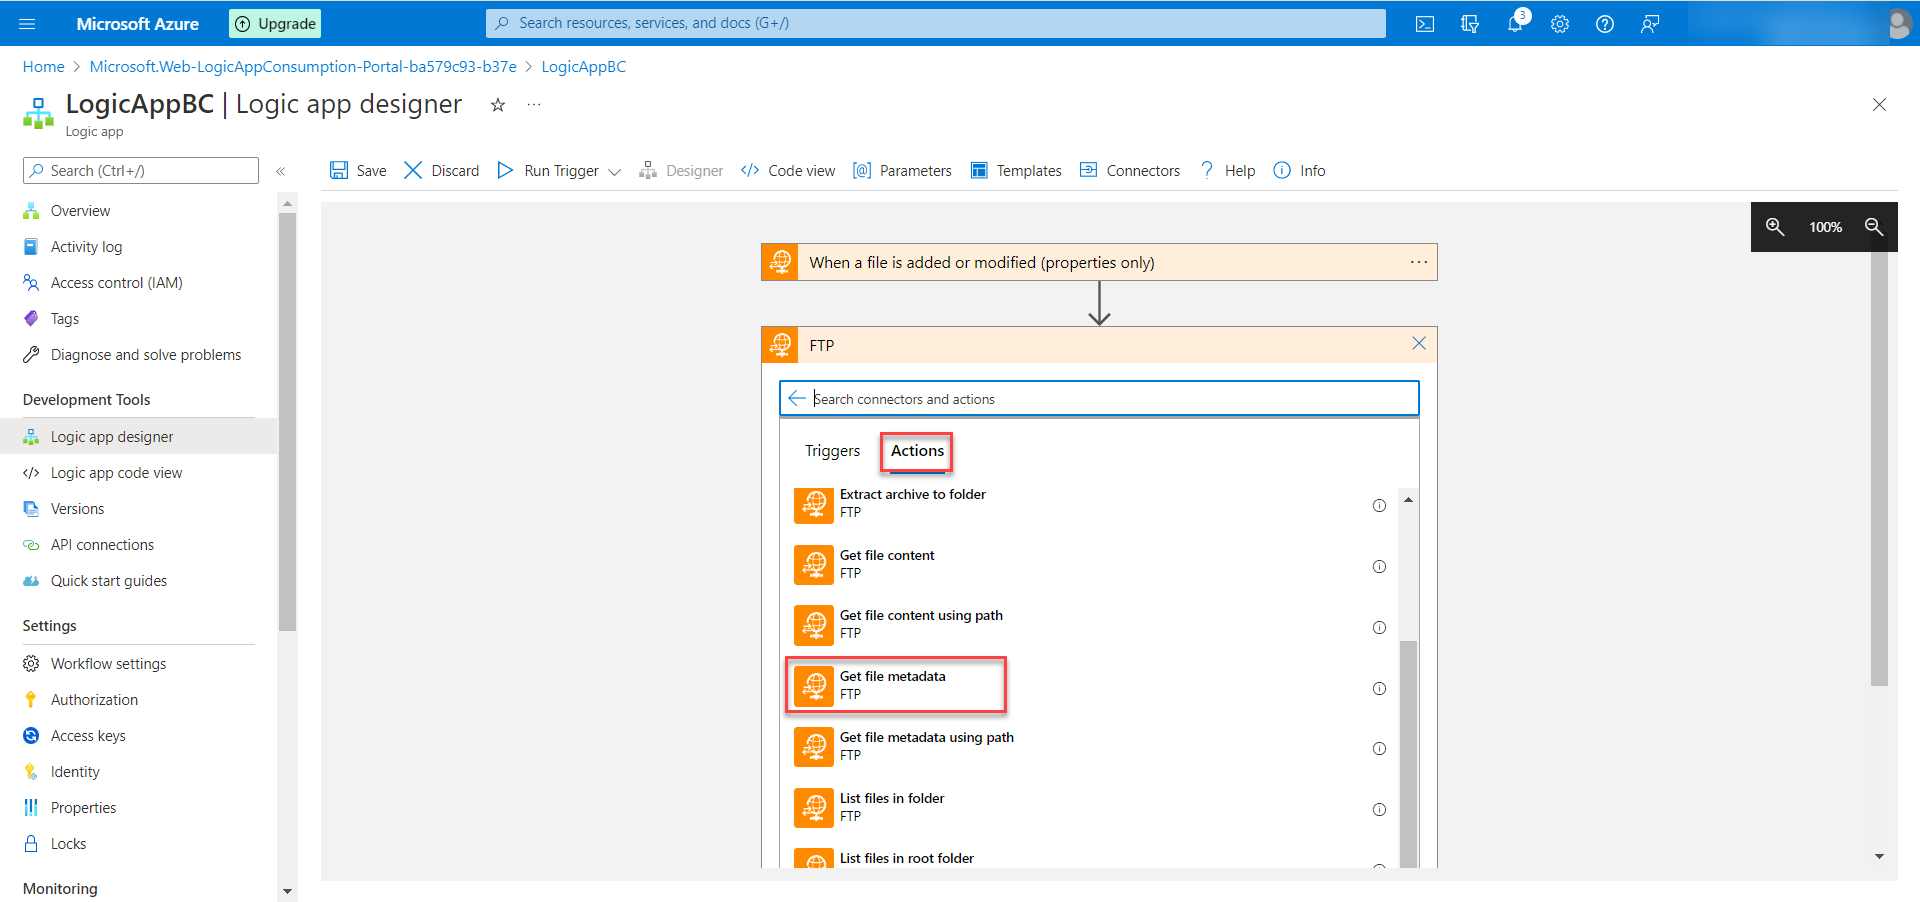 Microsoft Azure
Upgrade
Search resources, services, and docs (G+/)
3
Home > Microsoft.Web-LogicAppConsumption-Portal-ba579c93-b37e > LogicAppBC
LogicAppBC | Logic app designer
Logic app
Search (Ctrl+/)
«
Save
Discard
Run Trigger
Designer
Code view
Parameters
Templates
Connectors
Help
Info
Overview
Activity log
Access control (IAM)
Tags
Diagnose and solve problems
Development Tools
Logic app designer
Logic app code view
Versions
API connections
Quick start guides
Settings
Workflow settings
Authorization
Access keys
Identity
Properties
Locks
Monitoring
100%
When a file is added or modified (properties only)
FTP
Search connectors and actions
Triggers
Actions
Extract archive to folder
FTP
Get file content
FTP
Get file content using path
FTP
Get file metadata
FTP
Get file metadata using path
FTP
List files in folder
FTP
List files in root folder